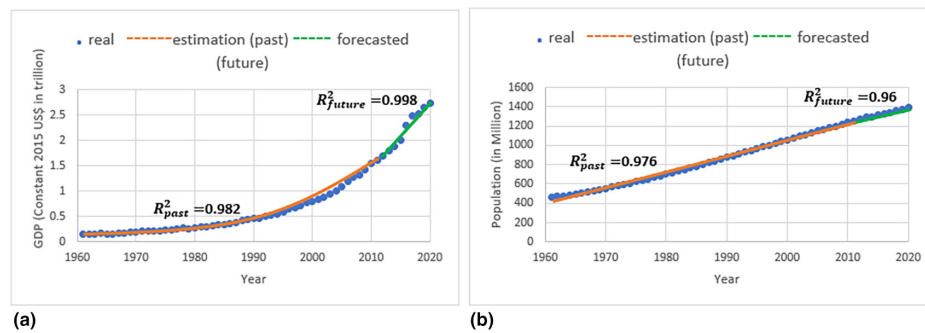 real estimation (past) forecasted
(future)
GDP (Constant 2015 US$ in trillion)
3
2.5
2
1.5
1
0.5
0
R²future=0.998
R²past=0.982
1960 1970 1980 1990 2000 2010 2020
Year
(a)
real estimation (past) forecasted
(future)
Population (in Million)
1600
1400
1200
1000
800
600
400
200
0
R²future=0.96
R²past=0.976
1960 1970 1980 1990 2000 2010 2020
Year
(b)